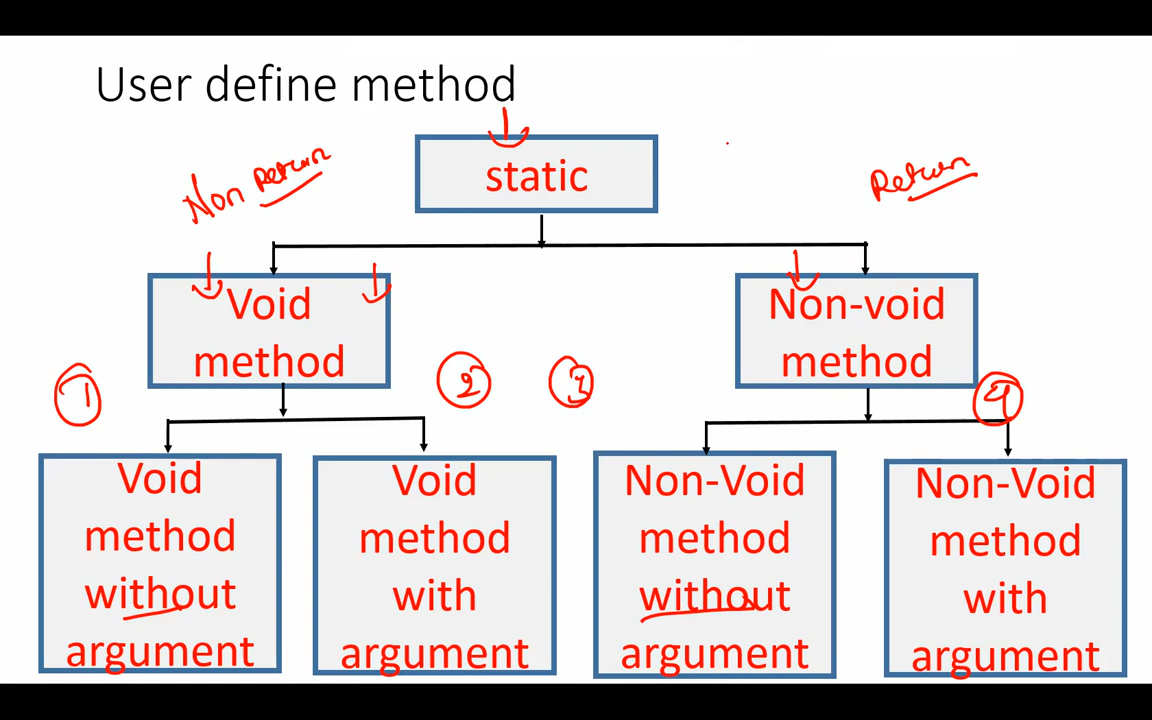 User define method
static
Non Return
Return
Void
method
Non-void
method
1
2
3
4
Void
method
without
argument
Void
method
with
argument
Non-Void
method
without
argument
Non-Void
method
with
argument